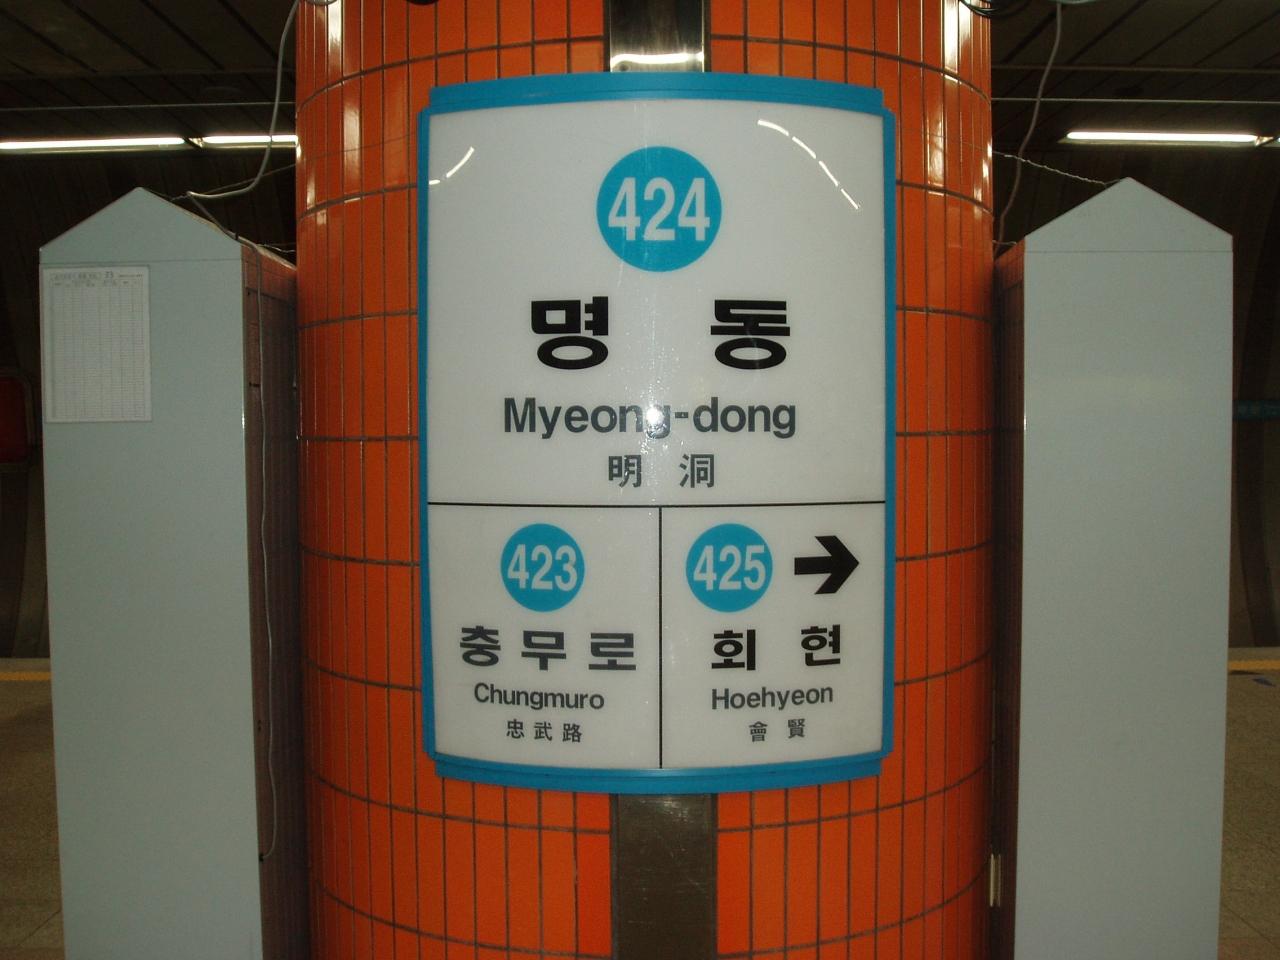 424
명 동
Myeong-dong
明 洞
423
충무로
Chungmuro
忠武路
425 →
회 현
Hoehyeon
會 賢